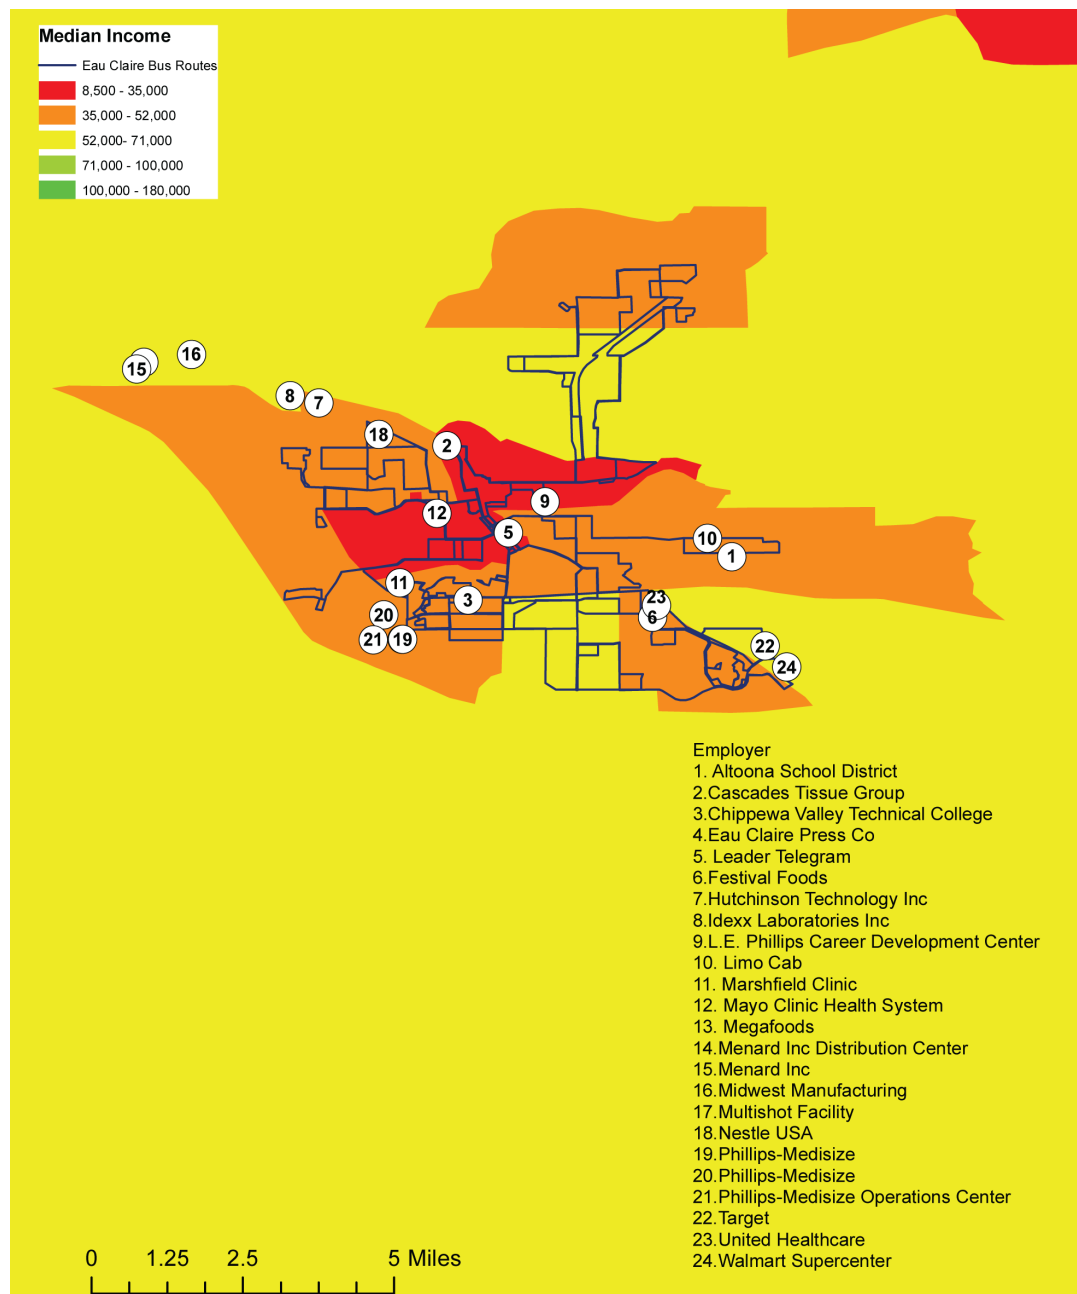 Median Income
Eau Claire Bus Routes
8,500 - 35,000
35,000 - 52,000
52,000- 71,000
71,000 - 100,000
100,000 - 180,000
16
15
8
7
18
2
9
12
5
10
1
11
3
23
6
20
21
19
22
24
Employer
1. Altoona School District
2.Cascades Tissue Group
3.Chippewa Valley Technical College
4.Eau Claire Press Co
5. Leader Telegram
6.Festival Foods
7.Hutchinson Technology Inc
8.Idexx Laboratories Inc
9.L.E. Phillips Career Development Center
10. Limo Cab
11. Marshfield Clinic
12. Mayo Clinic Health System
13. Megafoods
14.Menard Inc Distribution Center
15.Menard Inc
16.Midwest Manufacturing
17.Multishot Facility
18.Nestle USA
19.Phillips-Medisize
20.Phillips-Medisize
21.Phillips-Medisize Operations Center
22.Target
23.United Healthcare
24.Walmart Supercenter
0 1.25 2.5 5 Miles